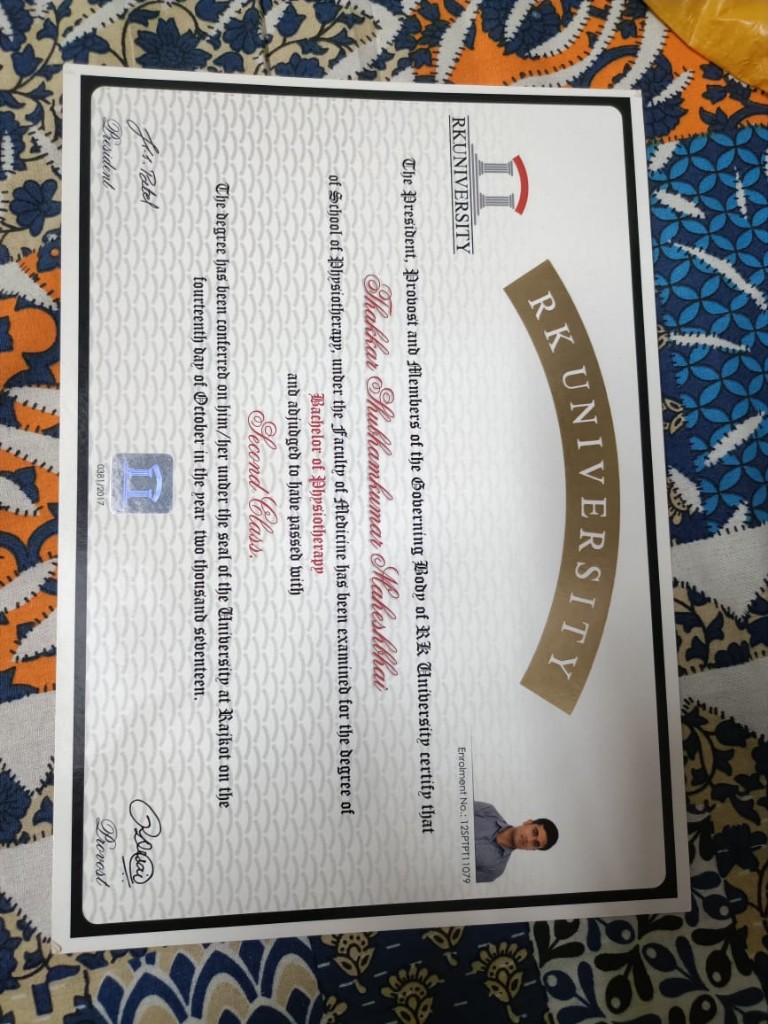 RK UNIVERSITY
RK UNIVERSITY
Enrolment No.: 12SPTPT11079
The President, Provost and Members of the Governing Body of RK University certify that
Thakkar Shubhamkumar Maheshbhai
of School of Physiotherapy, under the Faculty of Medicine has been examined for the degree of
Bachelor of Physiotherapy
and adjudged to have passed with
Second Class.
The degree has been conferred on him/her under the seal of the University at Rajkot on the
fourteenth day of October in the year two thousand seventeen.
President
0381/2017.
Provost